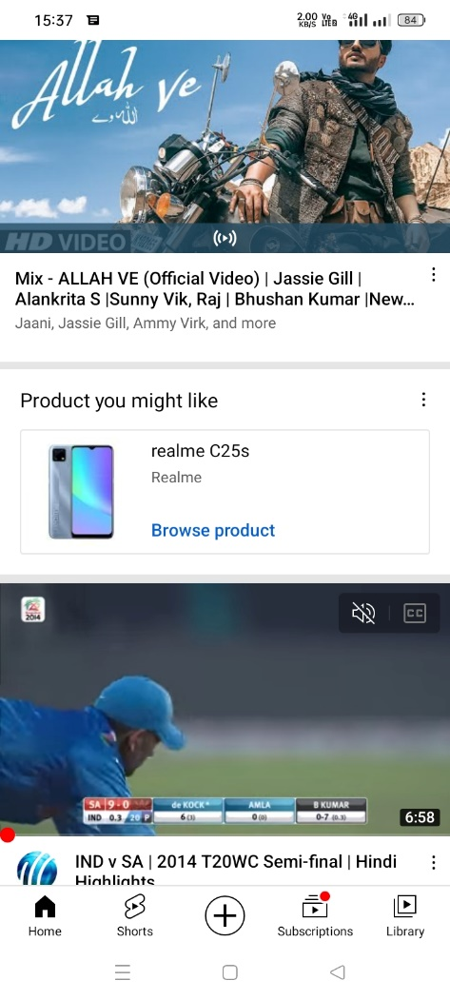 15:37
2.00 KB/S Vo LTE2 4G 84
Allah Ve
HD VIDEO
Mix - ALLAH VE (Official Video) | Jassie Gill |
Alankrita S |Sunny Vik, Raj | Bhushan Kumar |New...
Jaani, Jassie Gill, Ammy Virk, and more
Product you might like
realme C25s
Realme
Browse product
2014
CC
SA 9-0 de KOCK* AMLA B KUMAR
IND 0.3 20 P 6 (3) 0 (0) 0-7 (0.3)
6:58
IND v SA | 2014 T20WC Semi-final | Hindi
Highlights
Home Shorts Subscriptions Library